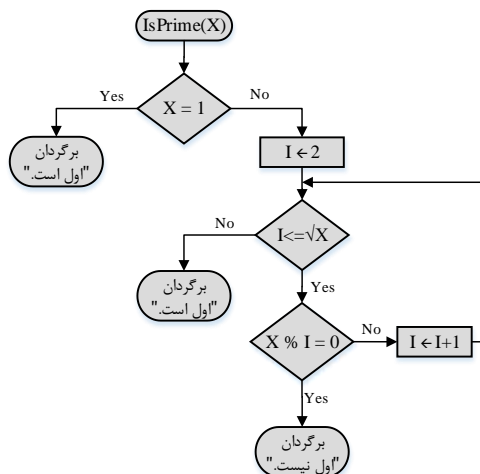 IsPrime(X)
X = 1
Yes
No
برگردان
"اول است."
I ← 2
I<=√X
No
برگردان
"اول است."
Yes
X % I = 0
No
I ← I+1
Yes
برگردان
"اول نیست."